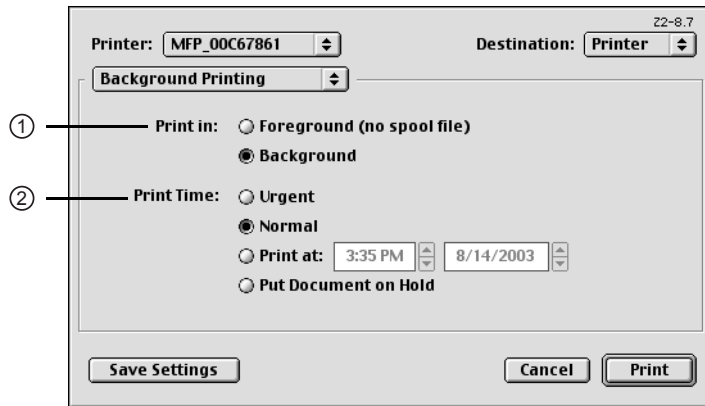 Z2-8.7
Printer: MFP_00C67861 Destination: Printer
Background Printing
① Print in: Foreground (no spool file)
Background
② Print Time: Urgent
Normal
Print at: 3:35 PM 8/14/2003
Put Document on Hold
Save Settings Cancel Print